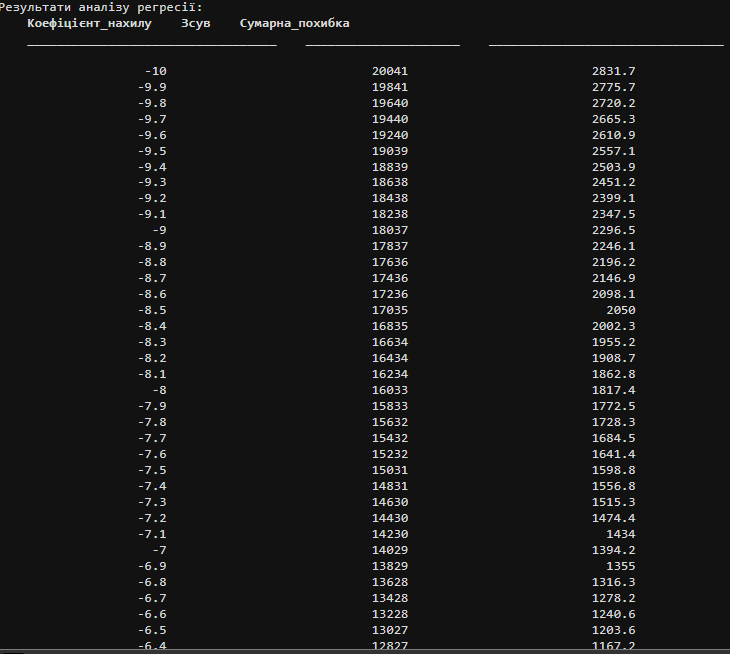 Результати аналізу регресії:
Коефіцієнт_нахилу Зсув Сумарна_похибка
-10 20041 2831.7
-9.9 19841 2775.7
-9.8 19640 2720.2
-9.7 19440 2665.3
-9.6 19240 2610.9
-9.5 19039 2557.1
-9.4 18839 2503.9
-9.3 18638 2451.2
-9.2 18438 2399.1
-9.1 18238 2347.5
-9 18037 2296.5
-8.9 17837 2246.1
-8.8 17636 2196.2
-8.7 17436 2146.9
-8.6 17236 2098.1
-8.5 17035 2050
-8.4 16835 2002.3
-8.3 16634 1955.2
-8.2 16434 1908.7
-8.1 16234 1862.8
-8 16033 1817.4
-7.9 15833 1772.5
-7.8 15632 1728.3
-7.7 15432 1684.5
-7.6 15232 1641.4
-7.5 15031 1598.8
-7.4 14831 1556.8
-7.3 14630 1515.3
-7.2 14430 1474.4
-7.1 14230 1434
-7 14029 1394.2
-6.9 13829 1355
-6.8 13628 1316.3
-6.7 13428 1278.2
-6.6 13228 1240.6
-6.5 13027 1203.6
-6.4 12827 1167.2